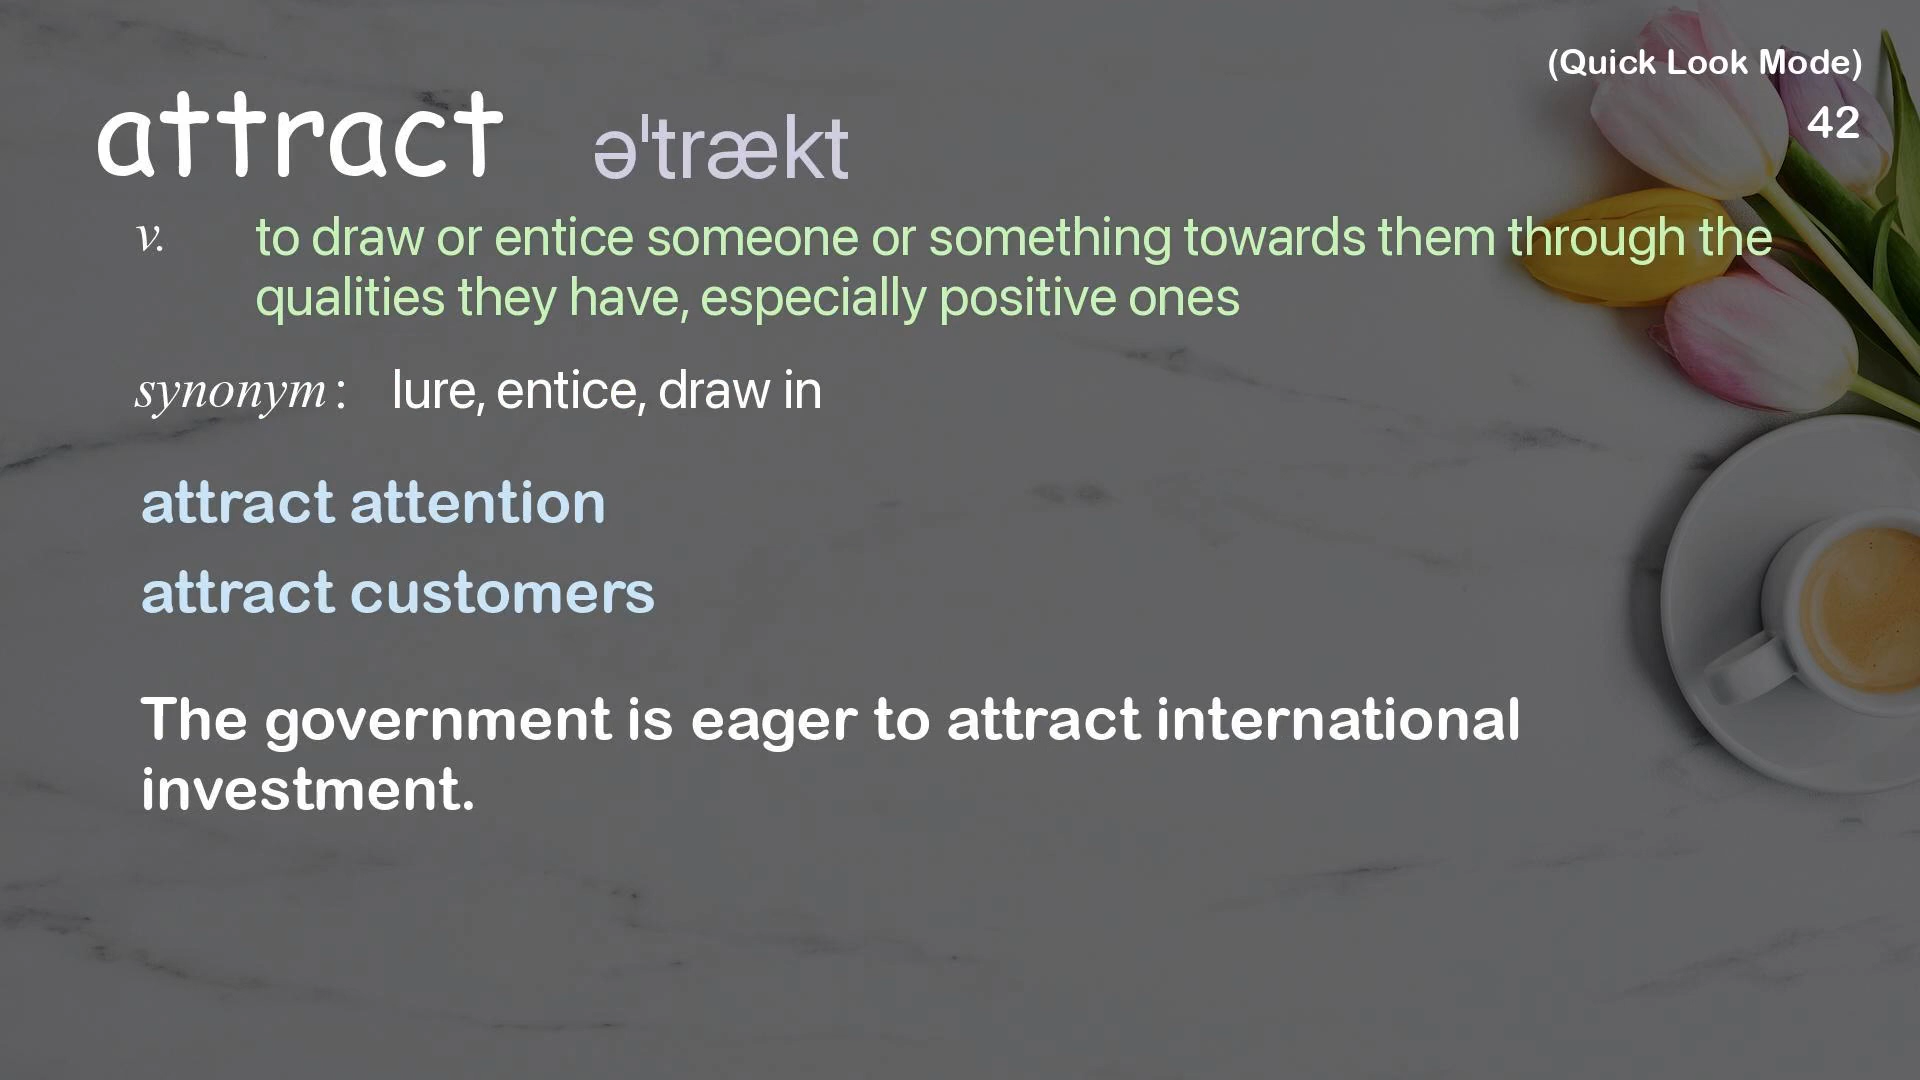 (Quick Look Mode)
attract ə'trækt
42
v. to draw or entice someone or something towards them through the
qualities they have, especially positive ones
synonym: lure, entice, draw in
attract attention
attract customers
The government is eager to attract international
investment.